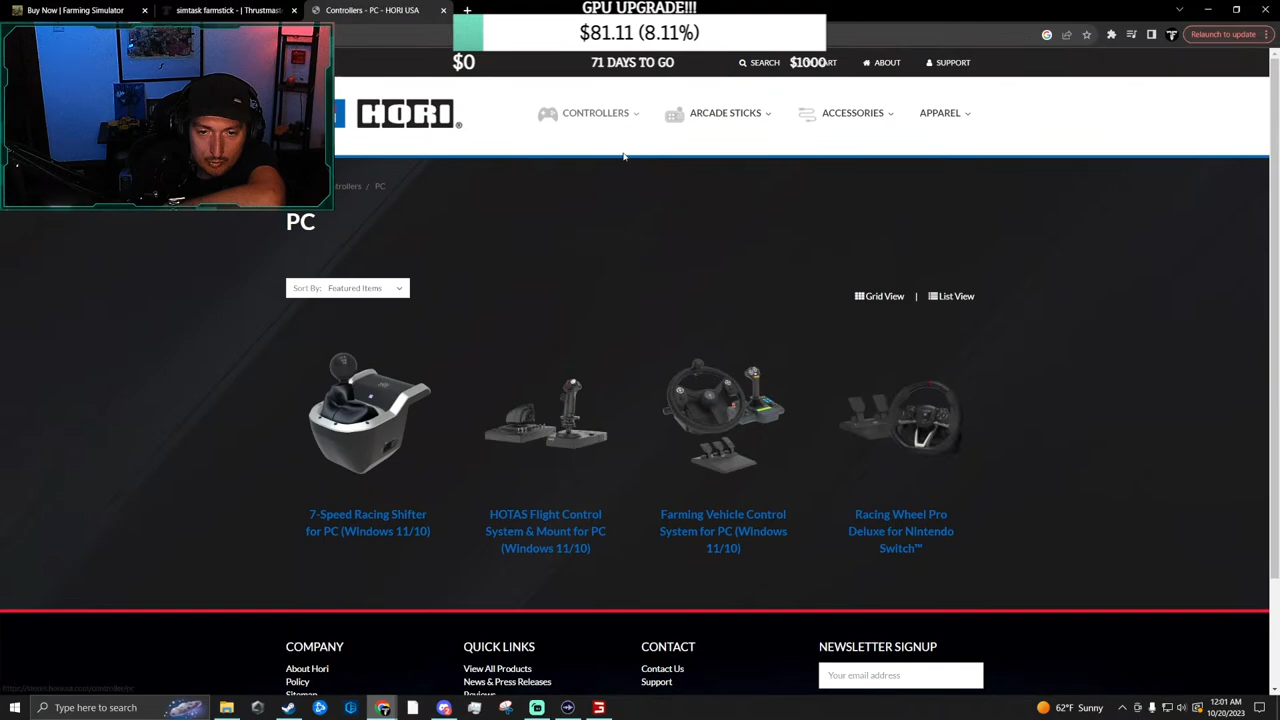 GPU UPGRADE!!!
$81.11 (8.11%)
$0
71 DAYS TO GO
$1000
Buy Now | Farming Simulator
simtask farmstick - | Thrustmas
Controllers - PC - HORI USA
Relaunch to update
SEARCH
ART
ABOUT
SUPPORT
HORI®
CONTROLLERS
ARCADE STICKS
ACCESSORIES
APPAREL
trollers / PC
PC
Sort By: Featured Items
Grid View | List View
7-Speed Racing Shifter
for PC (Windows 11/10)
HOTAS Flight Control
System & Mount for PC
(Windows 11/10)
Farming Vehicle Control
System for PC (Windows
11/10)
Racing Wheel Pro
Deluxe for Nintendo
Switch™
COMPANY
About Hori
Policy
Sitemap
QUICK LINKS
View All Products
News & Press Releases
Reviews
CONTACT
Contact Us
Support
NEWSLETTER SIGNUP
Your email address
Type here to search
62°F Sunny
12:01 AM
10/20/2023